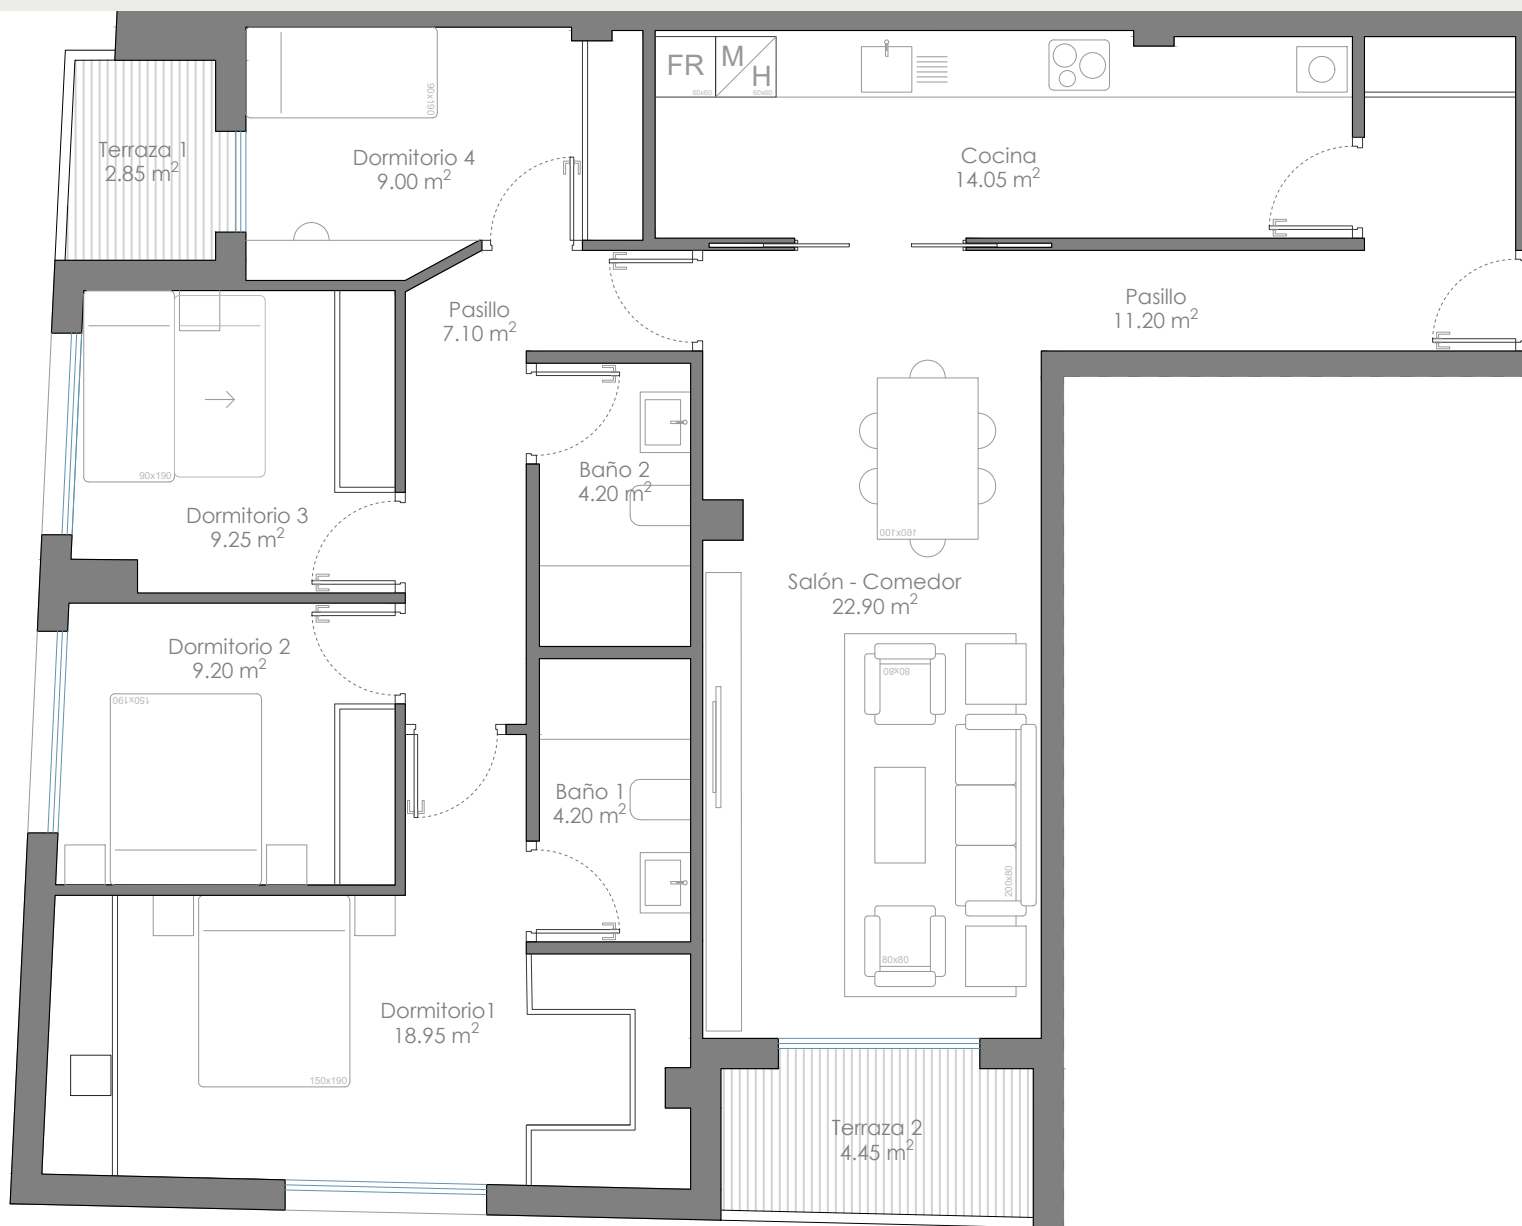 FR
M
H
60x60
60x60
90x190
Terraza 1
2.85 m²
Dormitorio 4
9.00 m²
Cocina
14.05 m²
Pasillo
7.10 m²
Pasillo
11.20 m²
90x190
Dormitorio 3
9.25 m²
Baño 2
4.20 m²
160x100
Salón - Comedor
22.90 m²
Dormitorio 2
9.20 m²
150x190
80x80
Baño 1
4.20 m²
200x80
80x80
Dormitorio1
18.95 m²
150x190
Terraza 2
4.45 m²